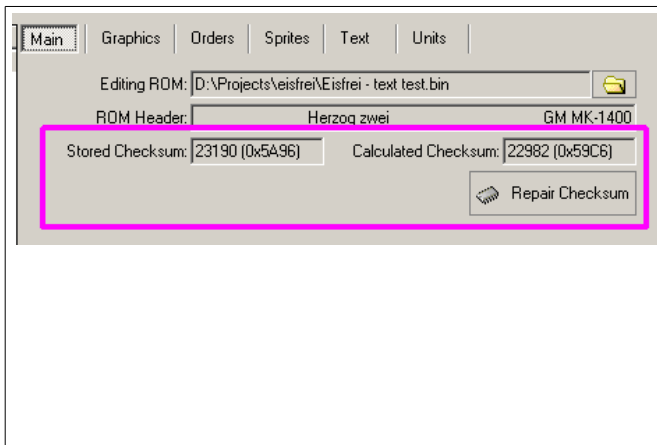 Main Graphics Orders Sprites Text Units
Editing ROM: D:\Projects\eisfrei\Eisfrei - text test.bin
ROM Header: Herzog zwei GM MK-1400
Stored Checksum: 23190 (0x5A96) Calculated Checksum: 22982 (0x59C6)
Repair Checksum